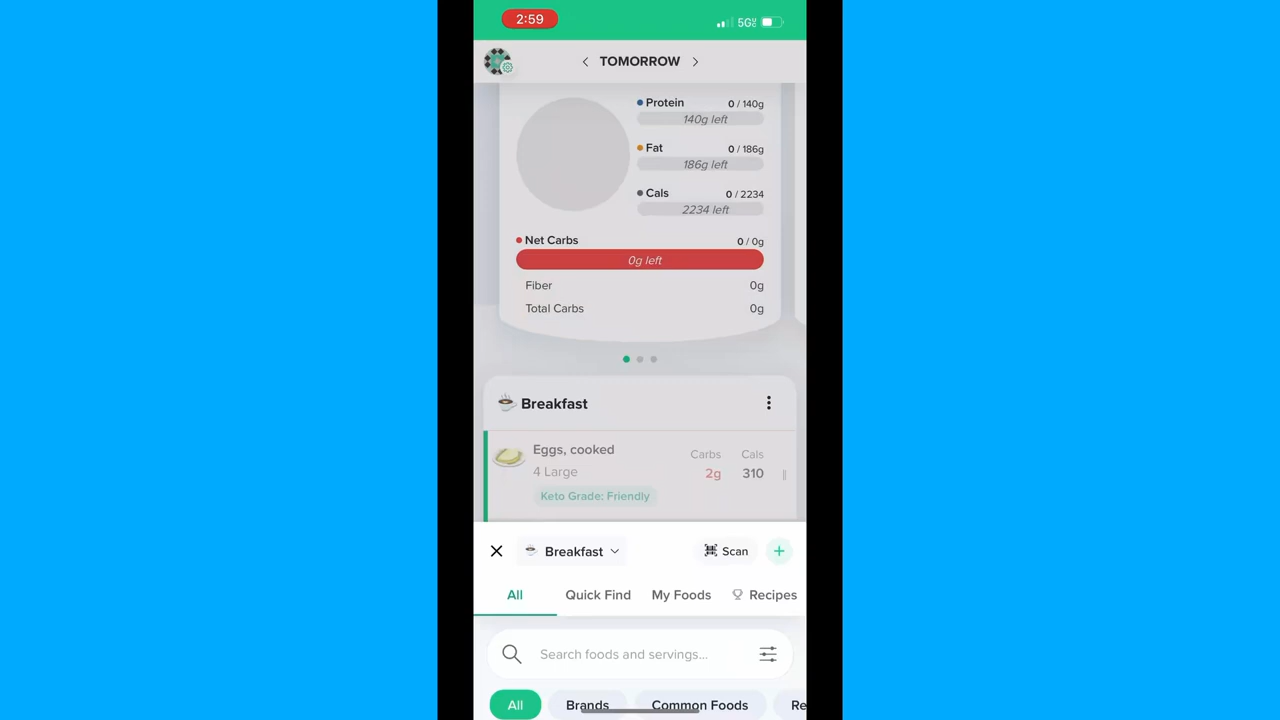 2:59
5G
TOMORROW
Protein 0 / 140g
140g left
Fat 0 / 186g
186g left
Cals 0 / 2234
2234 left
Net Carbs 0 / 0g
0g left
Fiber 0g
Total Carbs 0g
Breakfast
Eggs, cooked
Carbs Cals
4 Large
2g 310
Keto Grade: Friendly
Breakfast Scan
All Quick Find My Foods Recipes
Search foods and servings...
All Brands Common Foods Re